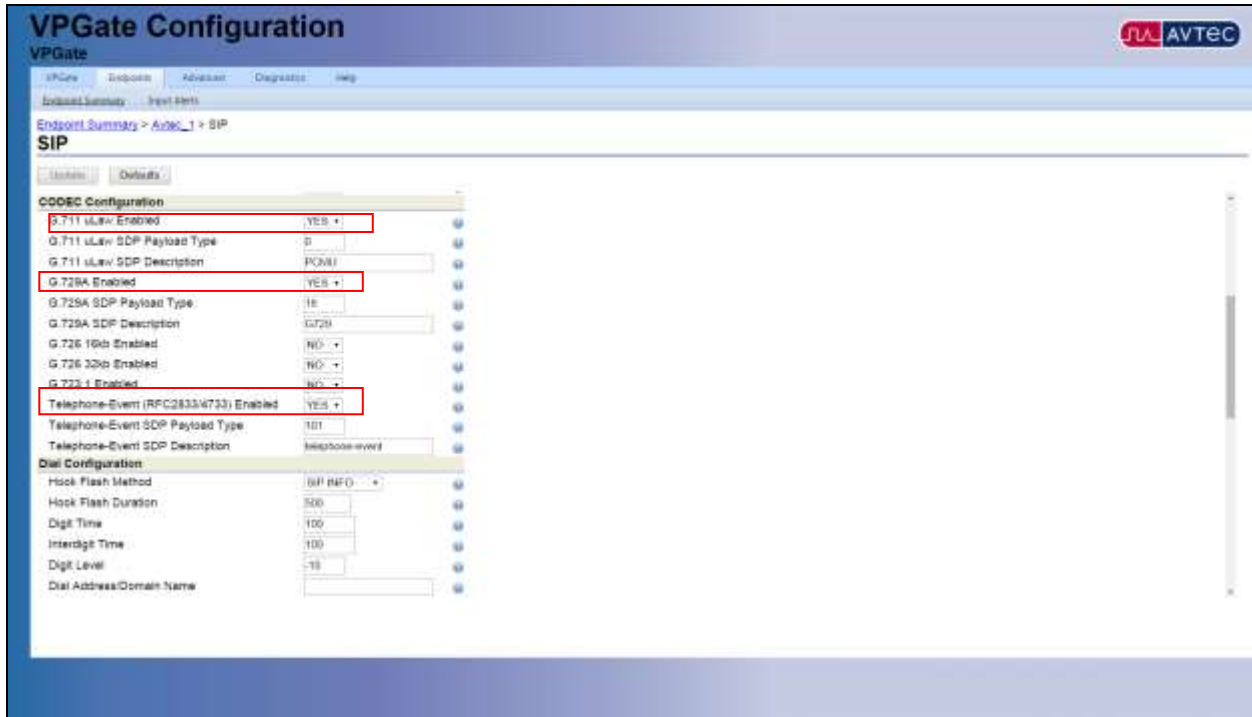 VPGate Configuration
AVTEC
VPGate
VPGate Endpoints Advanced Diagnostics Help
Endpoint Summary Input Alerts
Endpoint Summary > Avtec_1 > SIP
SIP
Update Defaults
CODEC Configuration
G.711 uLaw Enabled YES
G.711 uLaw SDP Payload Type 0
G.711 uLaw SDP Description PCMU
G.729A Enabled YES
G.729A SDP Payload Type 18
G.729A SDP Description G729
G.726 16kb Enabled NO
G.726 32kb Enabled NO
G.723.1 Enabled NO
Telephone-Event (RFC2833/4733) Enabled YES
Telephone-Event SDP Payload Type 101
Telephone-Event SDP Description telephone-event
Dial Configuration
Hook Flash Method SIP INFO
Hook Flash Duration 500
Digit Time 100
Interdigit Time 100
Digit Level -10
Dial Address/Domain Name